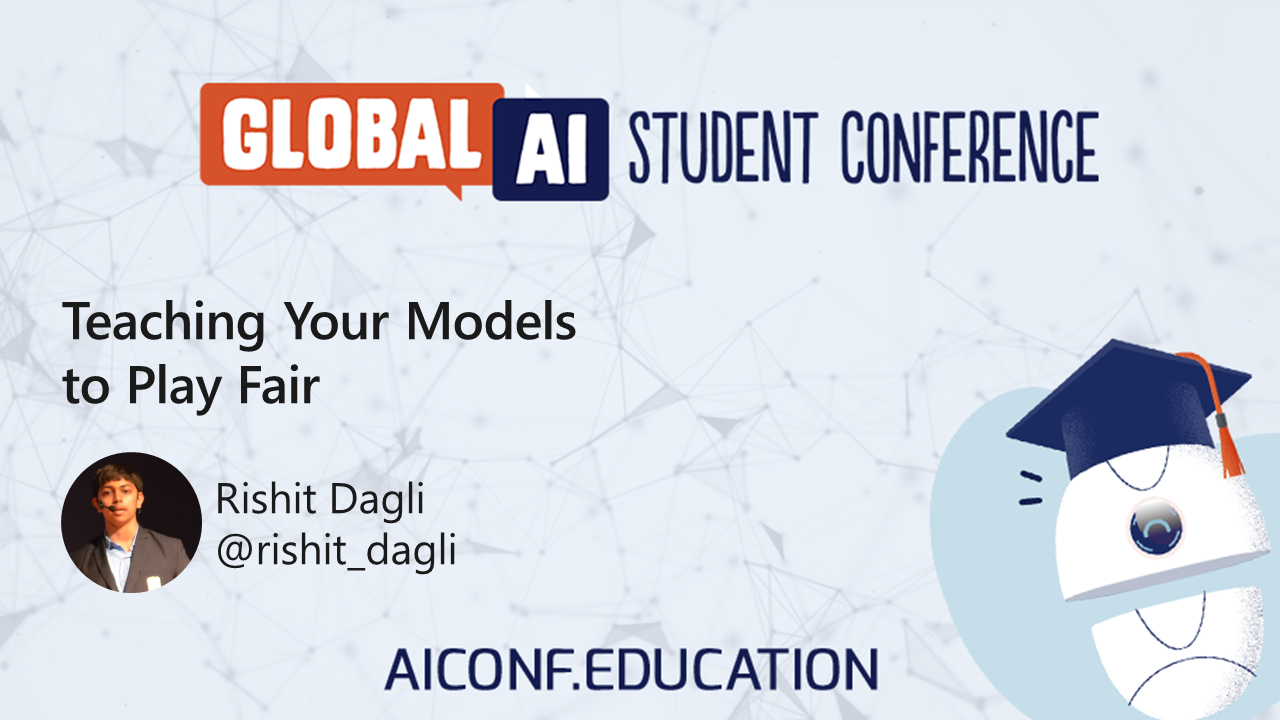 GLOBAL AI STUDENT CONFERENCE
Teaching Your Models
to Play Fair
Rishit Dagli
@rishit_dagli
AICONF.EDUCATION